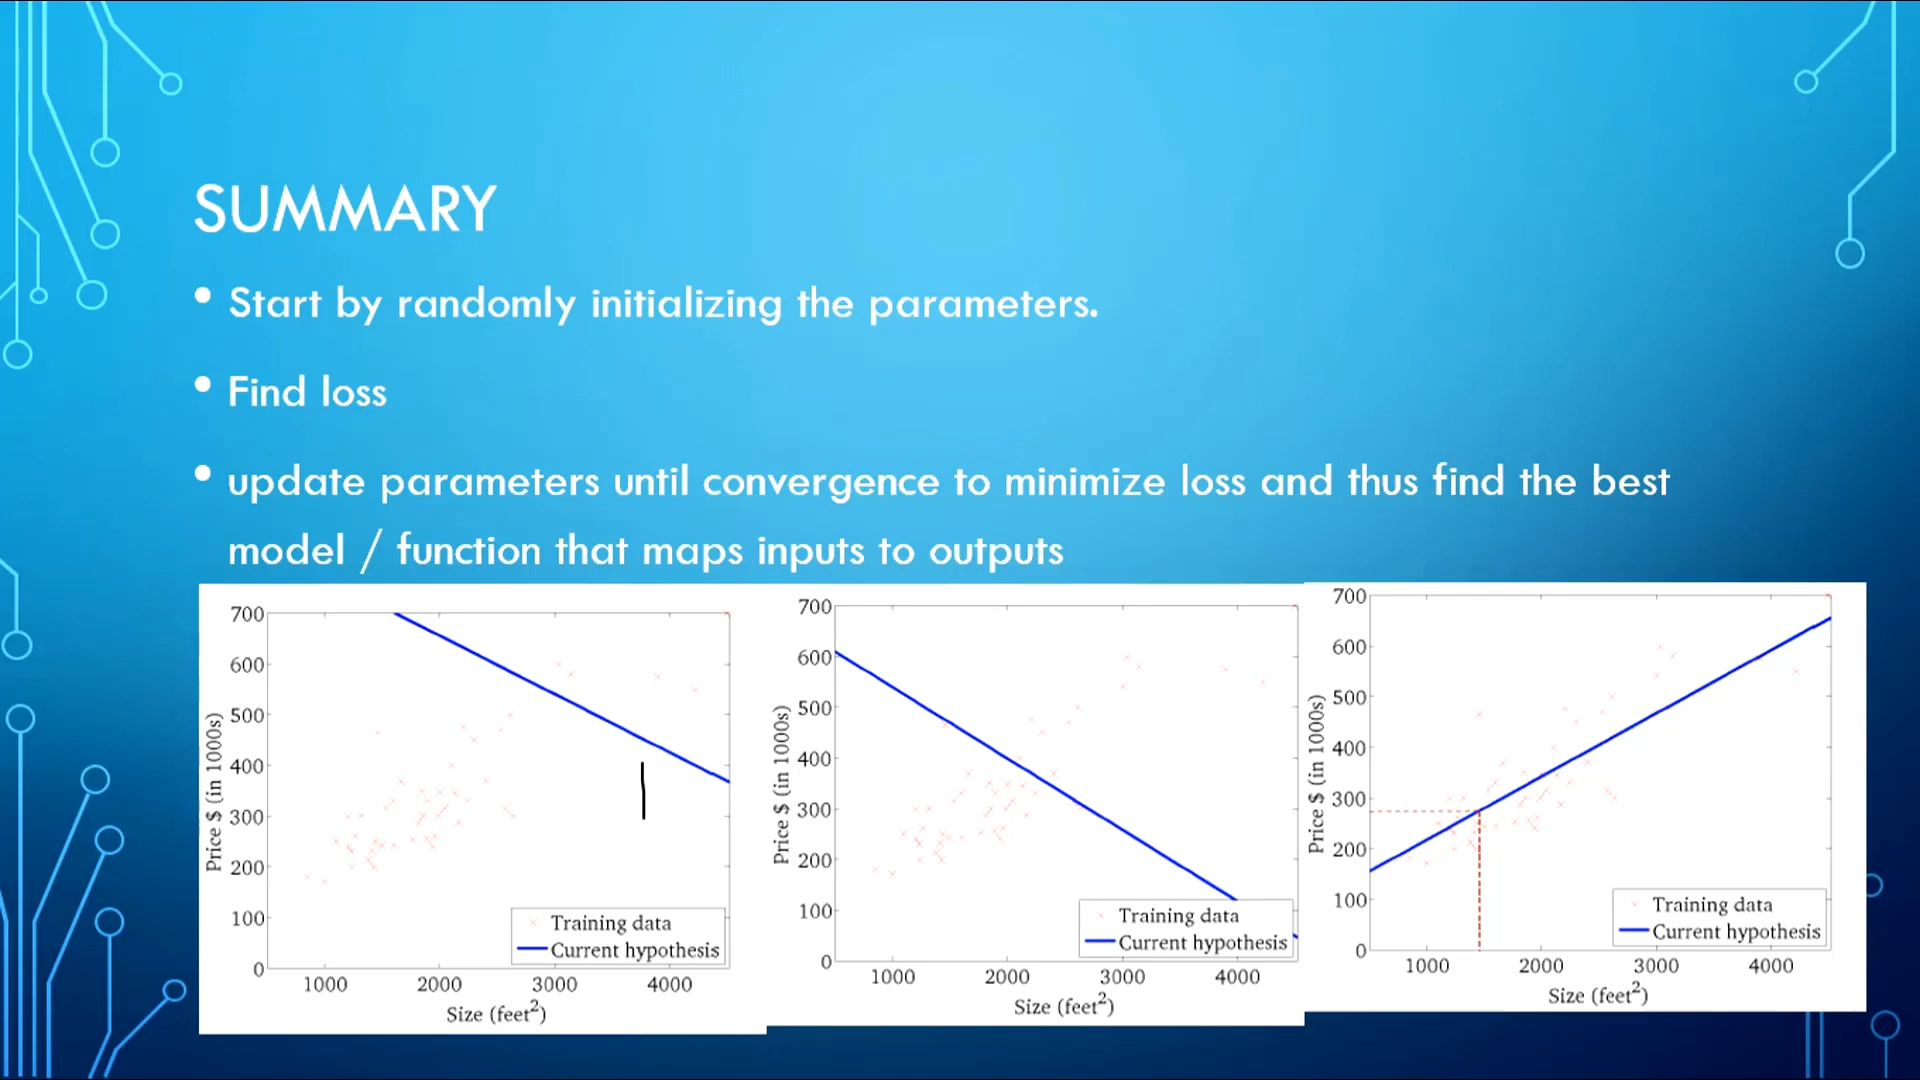 SUMMARY
• Start by randomly initializing the parameters.
• Find loss
• update parameters until convergence to minimize loss and thus find the best
model / function that maps inputs to outputs
700
600
500
400
300
200
100
0
Price $ (in 1000s)
1000 2000 3000 4000
Size (feet²)
Training data
Current hypothesis
700
600
500
400
300
200
100
0
Price $ (in 1000s)
1000 2000 3000 4000
Size (feet²)
Training data
Current hypothesis
700
600
500
400
300
200
100
0
Price $ (in 1000s)
1000 2000 3000 4000
Size (feet²)
Training data
Current hypothesis